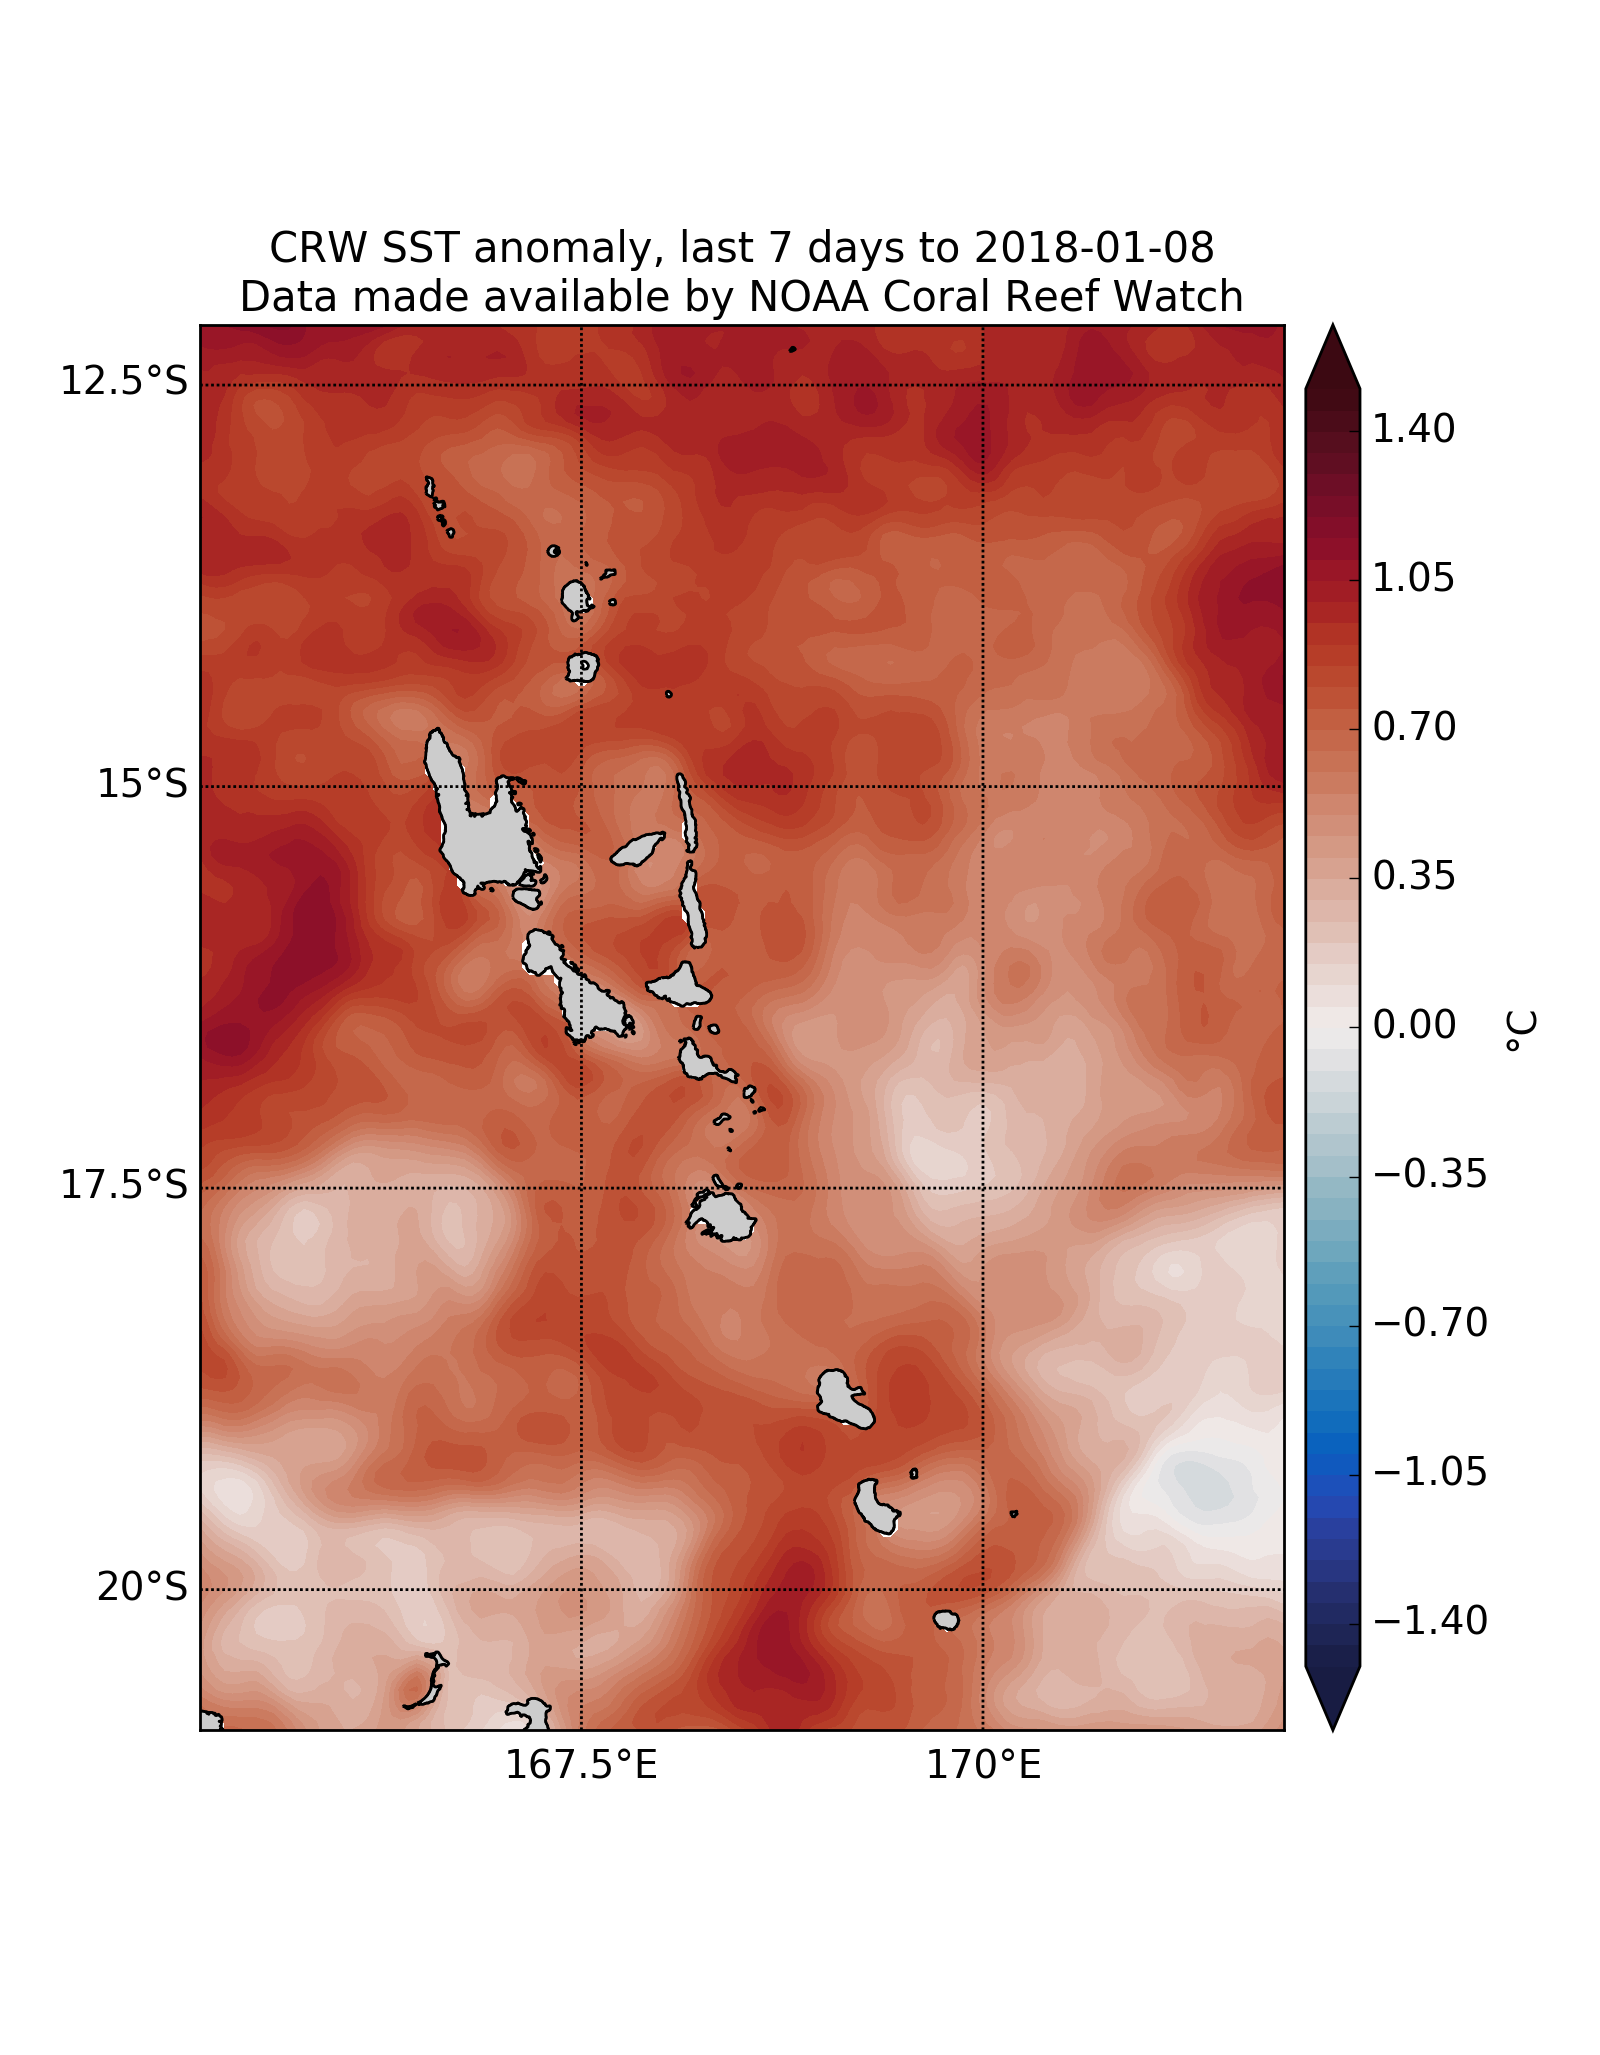 CRW SST anomaly, last 7 days to 2018-01-08
Data made available by NOAA Coral Reef Watch
12.5°S
15°S
17.5°S
20°S
167.5°E
170°E
1.40
1.05
0.70
0.35
0.00
−0.35
−0.70
−1.05
−1.40
°C